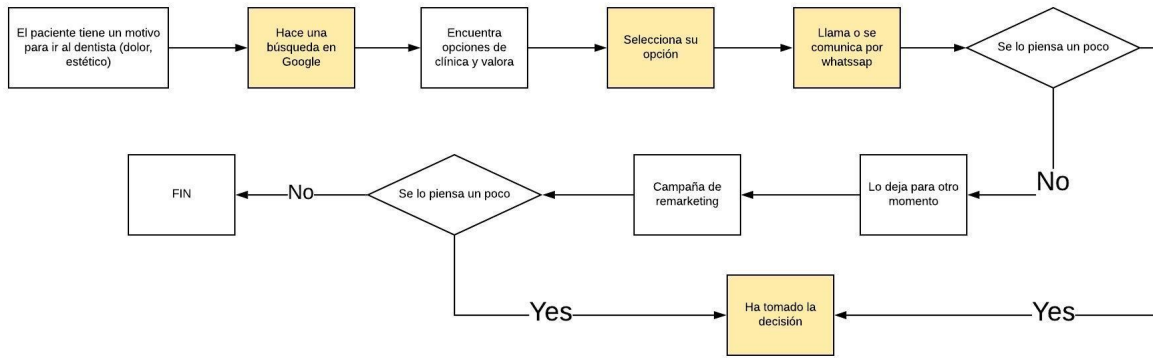 El paciente tiene un motivo
para ir al dentista (dolor,
estético)
Hace una
búsqueda en
Google
Encuentra
opciones de
clínica y valora
Selecciona su
opción
Llama o se
comunica por
whatssap
Se lo piensa un poco
No
Lo deja para otro
momento
Campaña de
remarketing
Se lo piensa un poco
No
FIN
Yes
Ha tomado la
decisión
Yes